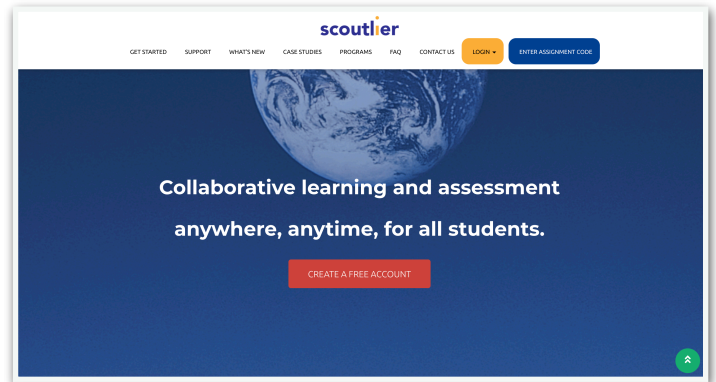 scoutlier
GET STARTED SUPPORT WHAT'S NEW CASE STUDIES PROGRAMS FAQ CONTACT US LOGIN ENTER ASSIGNMENT CODE
Collaborative learning and assessment
anywhere, anytime, for all students.
CREATE A FREE ACCOUNT